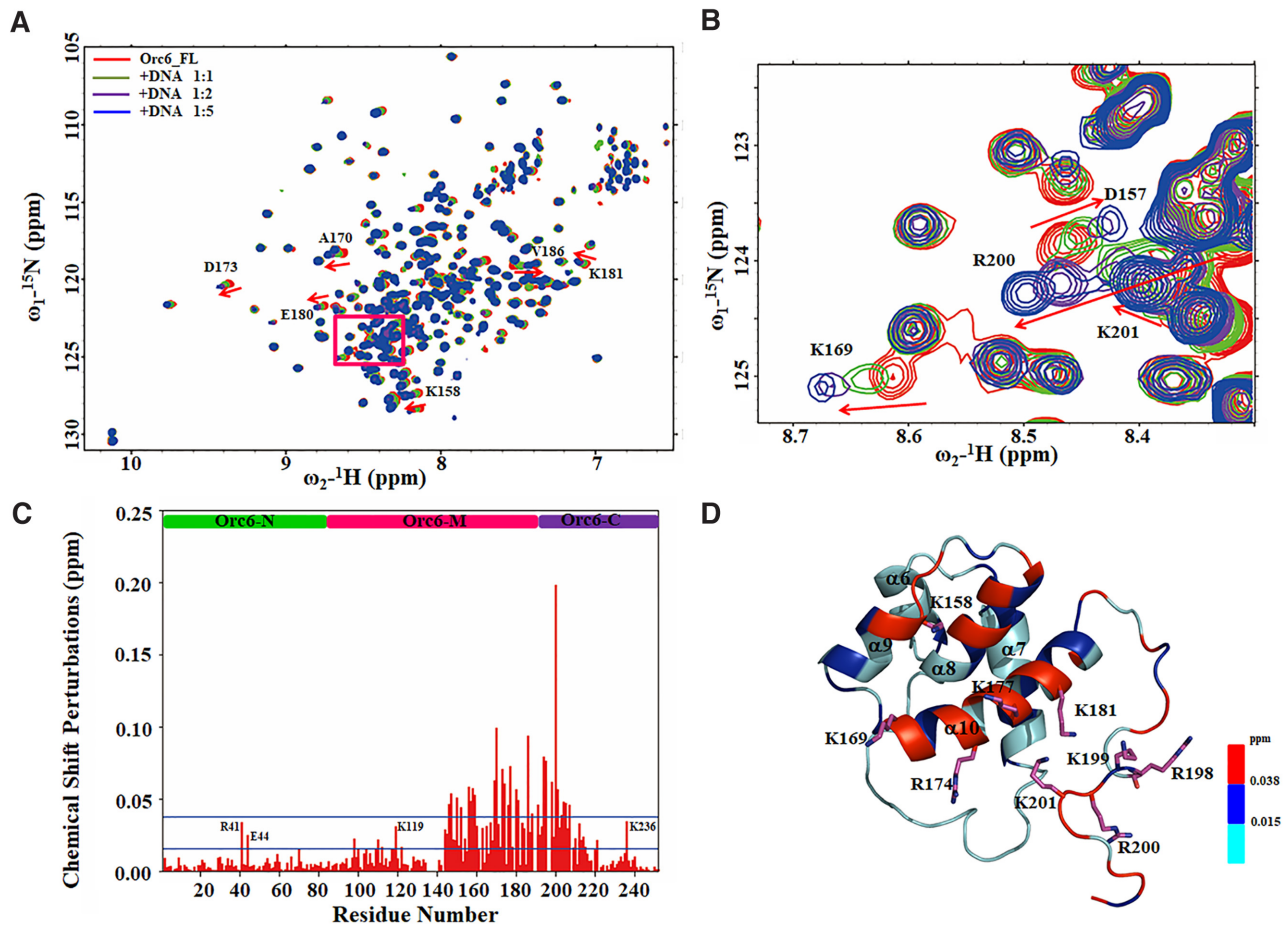 A
Orc6_FL
+DNA 1:1
+DNA 1:2
+DNA 1:5
105
110
115
120
125
130
ω1-15N (ppm)
A170
D173
E180
V186
K181
K158
10
9
8
7
ω2-1H (ppm)
B
123
124
125
ω1-15N (ppm)
D157
R200
K201
K169
8.7
8.6
8.5
8.4
ω2-1H (ppm)
C
Orc6-N
Orc6-M
Orc6-C
Chemical Shift Perturbations (ppm)
0.25
0.20
0.15
0.10
0.05
0.00
R41
E44
K119
K236
20 40 60 80 100 120 140 160 180 200 220 240
Residue Number
D
α6
K158
α9
α7
α8
K177
K181
K169
α10
K199
R198
R174
K201
R200
ppm
0.038
0.015